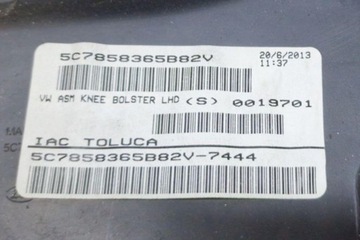 5C7858365B82V
20/6/2013
11:37
VW ASM KNEE BOLSTER LHD (S) 0019701
IAC TOLUCA
5C7858365B82V-7444